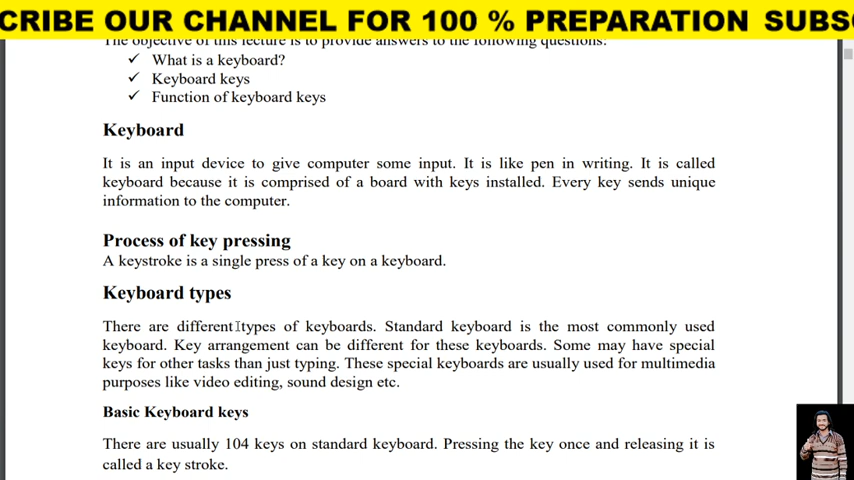 CRIBE OUR CHANNEL FOR 100 % PREPARATION SUBS
The objective of this lecture is to provide answers to the following questions:
✓ What is a keyboard?
✓ Keyboard keys
✓ Function of keyboard keys
Keyboard
It is an input device to give computer some input. It is like pen in writing. It is called
keyboard because it is comprised of a board with keys installed. Every key sends unique
information to the computer.
Process of key pressing
A keystroke is a single press of a key on a keyboard.
Keyboard types
There are different types of keyboards. Standard keyboard is the most commonly used
keyboard. Key arrangement can be different for these keyboards. Some may have special
keys for other tasks than just typing. These special keyboards are usually used for multimedia
purposes like video editing, sound design etc.
Basic Keyboard keys
There are usually 104 keys on standard keyboard. Pressing the key once and releasing it is
called a key stroke.